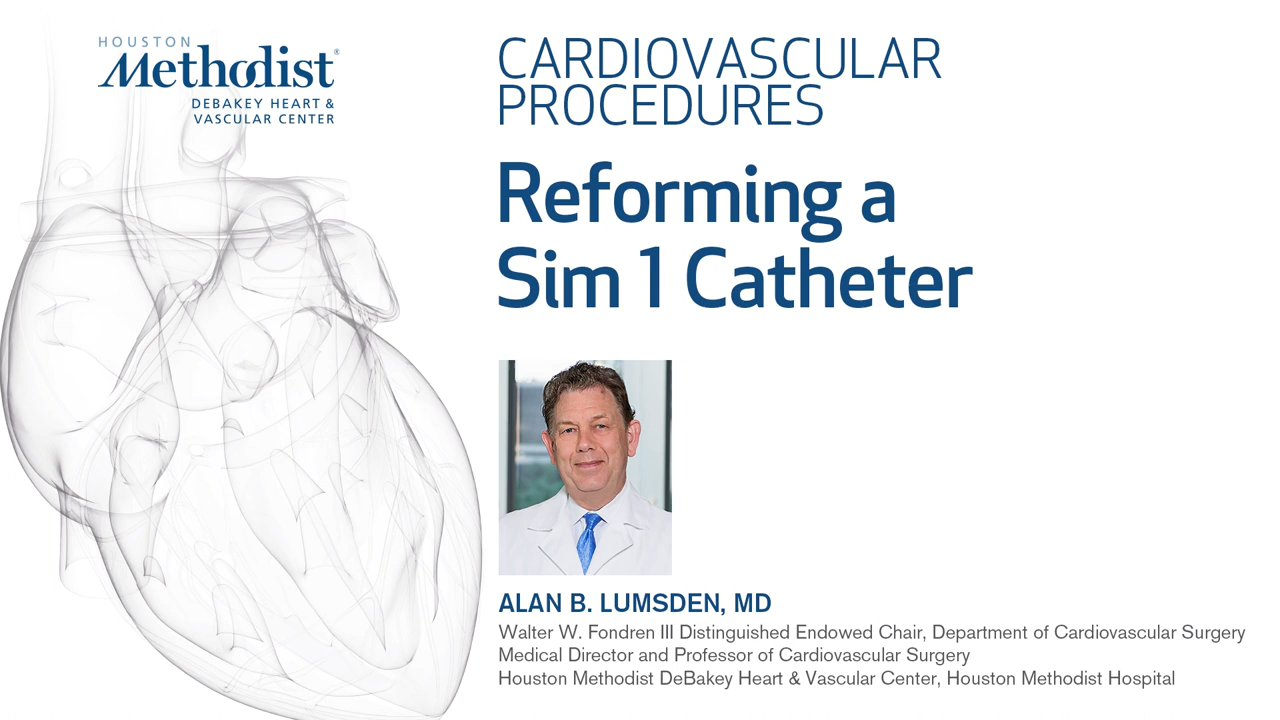 HOUSTON
Methodist®
DEBAKEY HEART &
VASCULAR CENTER
CARDIOVASCULAR
PROCEDURES
Reforming a
Sim 1 Catheter
ALAN B. LUMSDEN, MD
Walter W. Fondren III Distinguished Endowed Chair, Department of Cardiovascular Surgery
Medical Director and Professor of Cardiovascular Surgery
Houston Methodist DeBakey Heart & Vascular Center, Houston Methodist Hospital